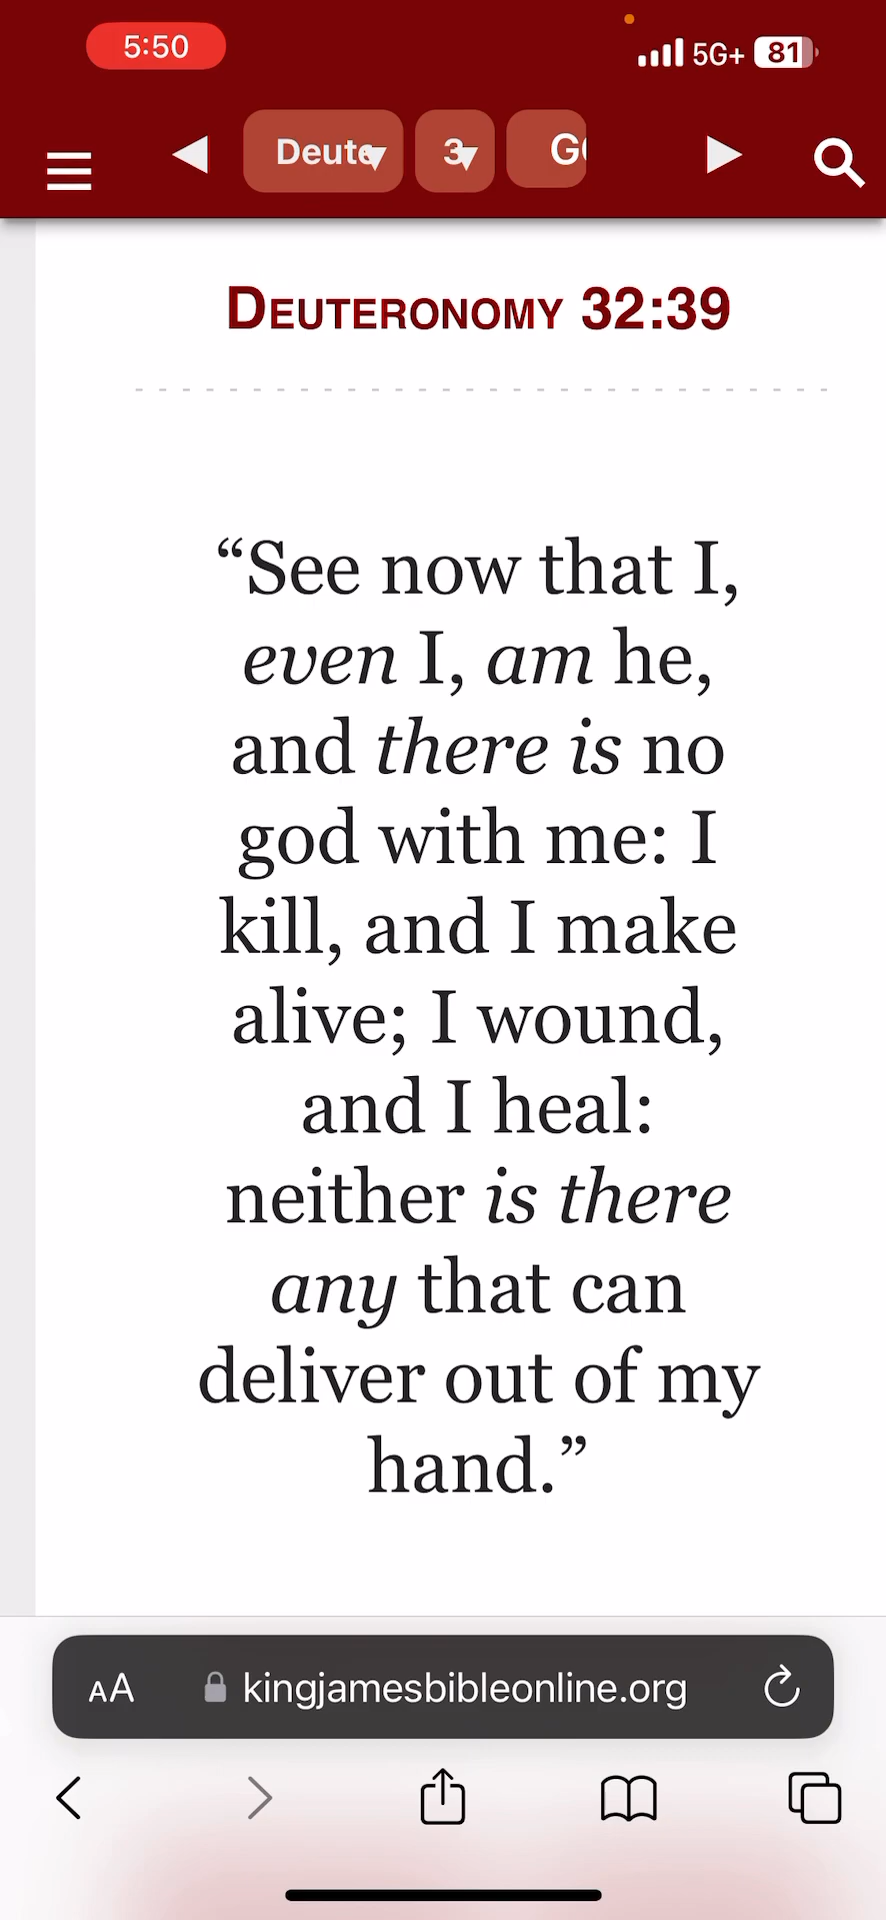 5:50
5G+ 81
Deute 3 G
DEUTERONOMY 32:39
“See now that I,
even I, am he,
and there is no
god with me: I
kill, and I make
alive; I wound,
and I heal:
neither is there
any that can
deliver out of my
hand.”
AA kingjamesbibleonline.org